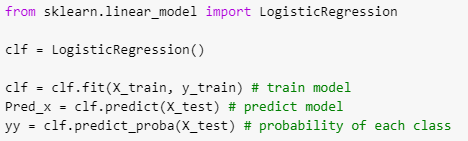 from sklearn.linear_model import LogisticRegression
clf = LogisticRegression()
clf = clf.fit(X_train, y_train) # train model
Pred_x = clf.predict(X_test) # predict model
yy = clf.predict_proba(X_test) # probability of each class